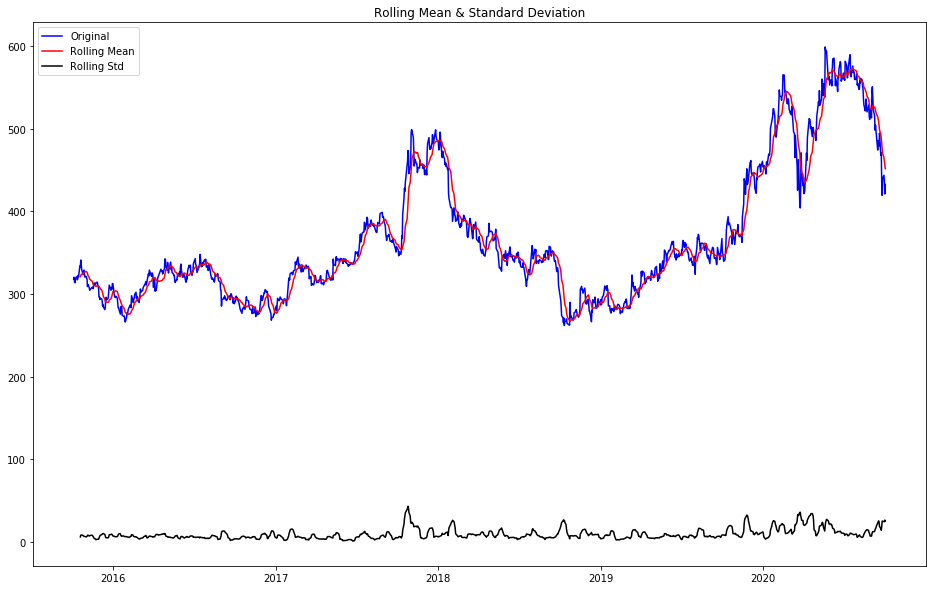 Rolling Mean & Standard Deviation
Original
Rolling Mean
Rolling Std
600
500
400
300
200
100
0
2016 2017 2018 2019 2020